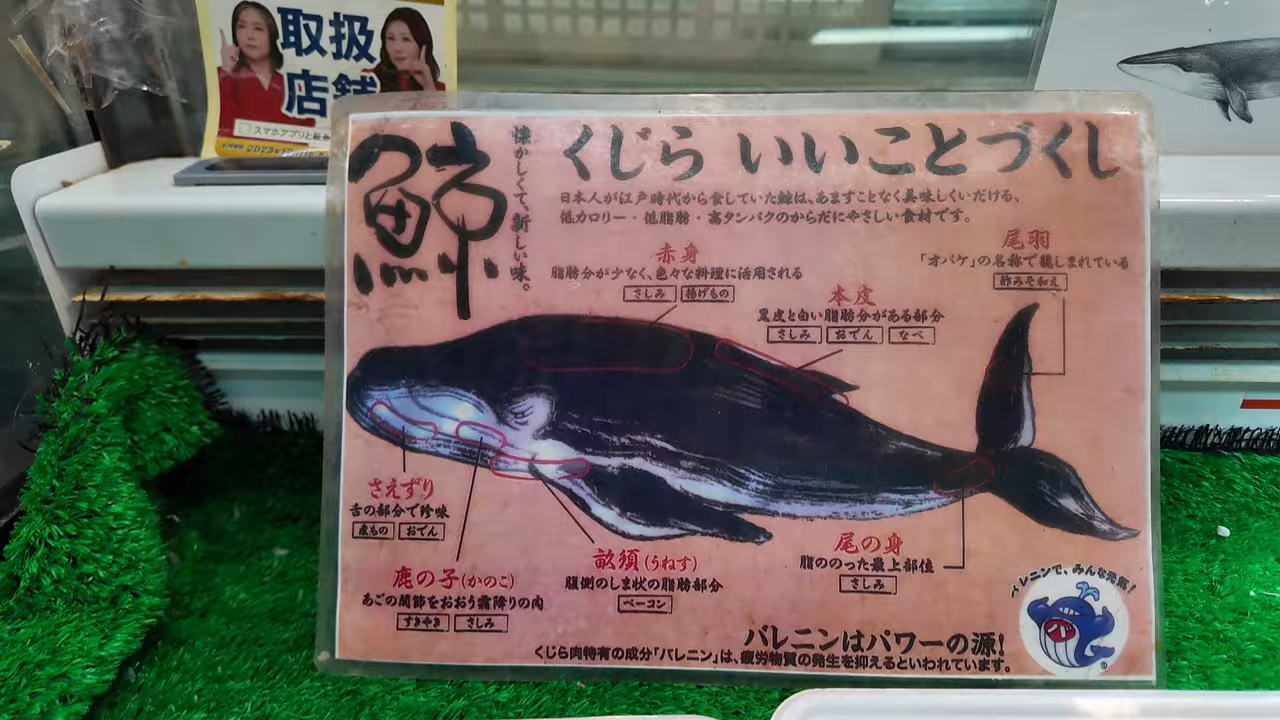 取扱
店舗
スマホアプリと
鯨
懐かしくて、新しい味。
くじら いいことづくし
日本人が江戸時代から食していた鯨は、あますことなく美味しくいだける、
低カロリー・低脂肪・高タンパクのからだにやさしい食材です。
赤身
脂肪分が少なく、色々な料理に活用される
さしみ 揚げもの
尾羽
「オバケ」の名称で親しまれている
酢みそ和え
本皮
黒皮と白い脂肪分がある部分
さしみ おでん なべ
さえずり
舌の部分で珍味
煮もの おでん
鹿の子(かのこ)
あごの関節をおおう霜降りの肉
すきやき さしみ
畝須(うねす)
腹側のしま状の脂肪部分
ベーコン
尾の身
脂ののった最上部位
さしみ
バレニンで、みんな元気!
バレニンはパワーの源!
くじら肉特有の成分「バレニン」は、疲労物質の発生を抑えるといわれています。